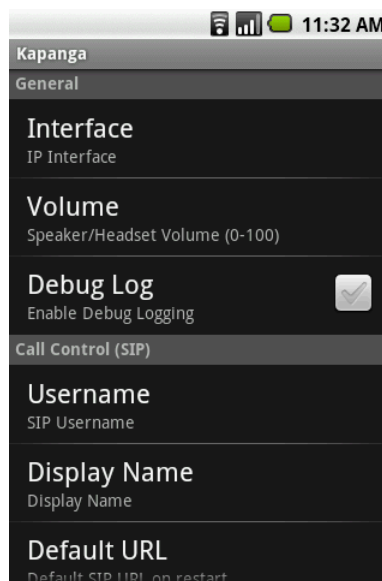 11:32 AM
Kapanga
General
Interface
IP Interface
Volume
Speaker/Headset Volume (0-100)
Debug Log
Enable Debug Logging
Call Control (SIP)
Username
SIP Username
Display Name
Display Name
Default URL
Default SIP URL on restart